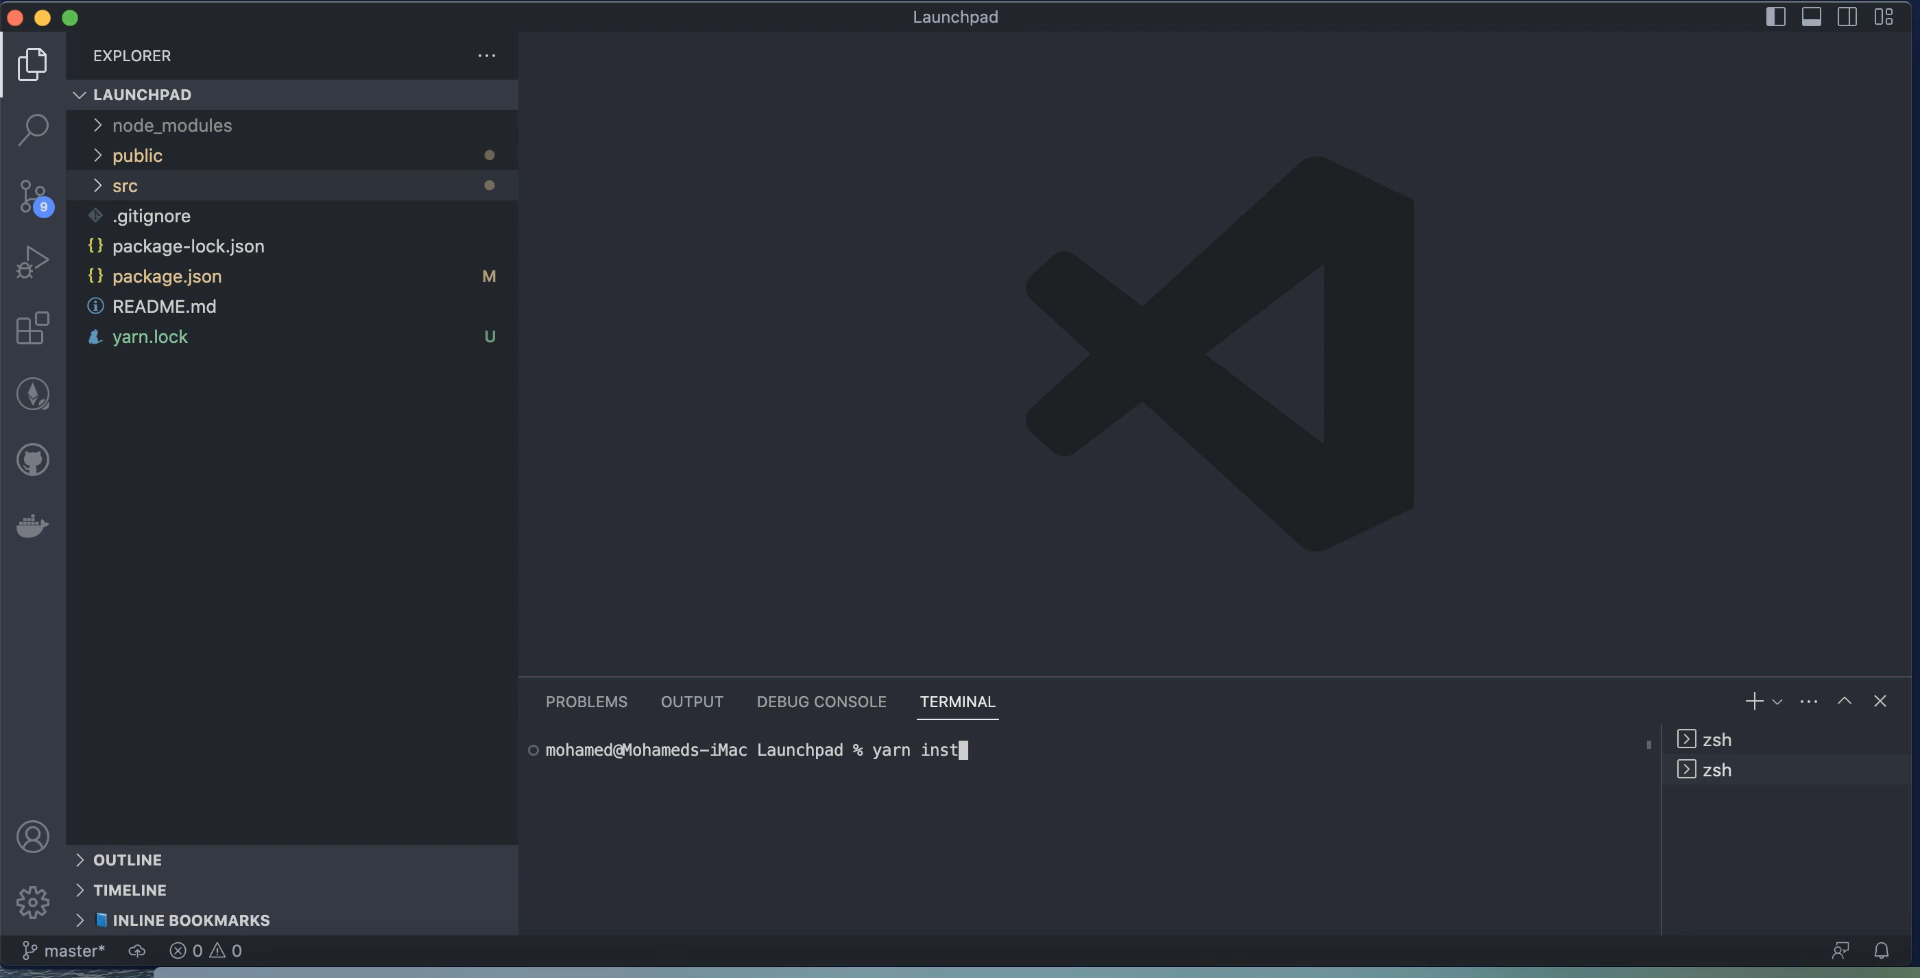 Launchpad
EXPLORER
LAUNCHPAD
node_modules
public
src
.gitignore
package-lock.json
package.json M
README.md
yarn.lock U
9
OUTLINE
TIMELINE
INLINE BOOKMARKS
PROBLEMS OUTPUT DEBUG CONSOLE TERMINAL
mohamed@Mohameds-iMac Launchpad % yarn inst
zsh
zsh
master* 0 0